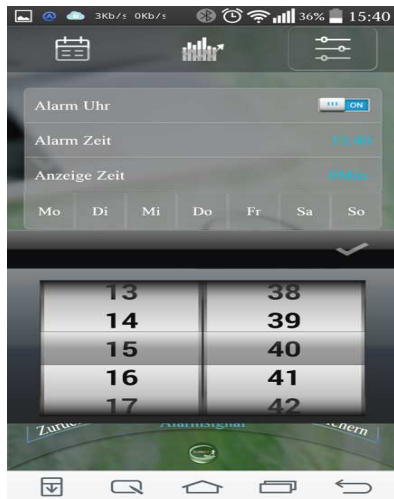 3Kb/s 0Kb/s 36% 15:40
Alarm Uhr ON
Alarm Zeit
Anzeige Zeit
Mo Di Mi Do Fr Sa So
13 38
14 39
15 40
16 41
17 42
Alarmsignal